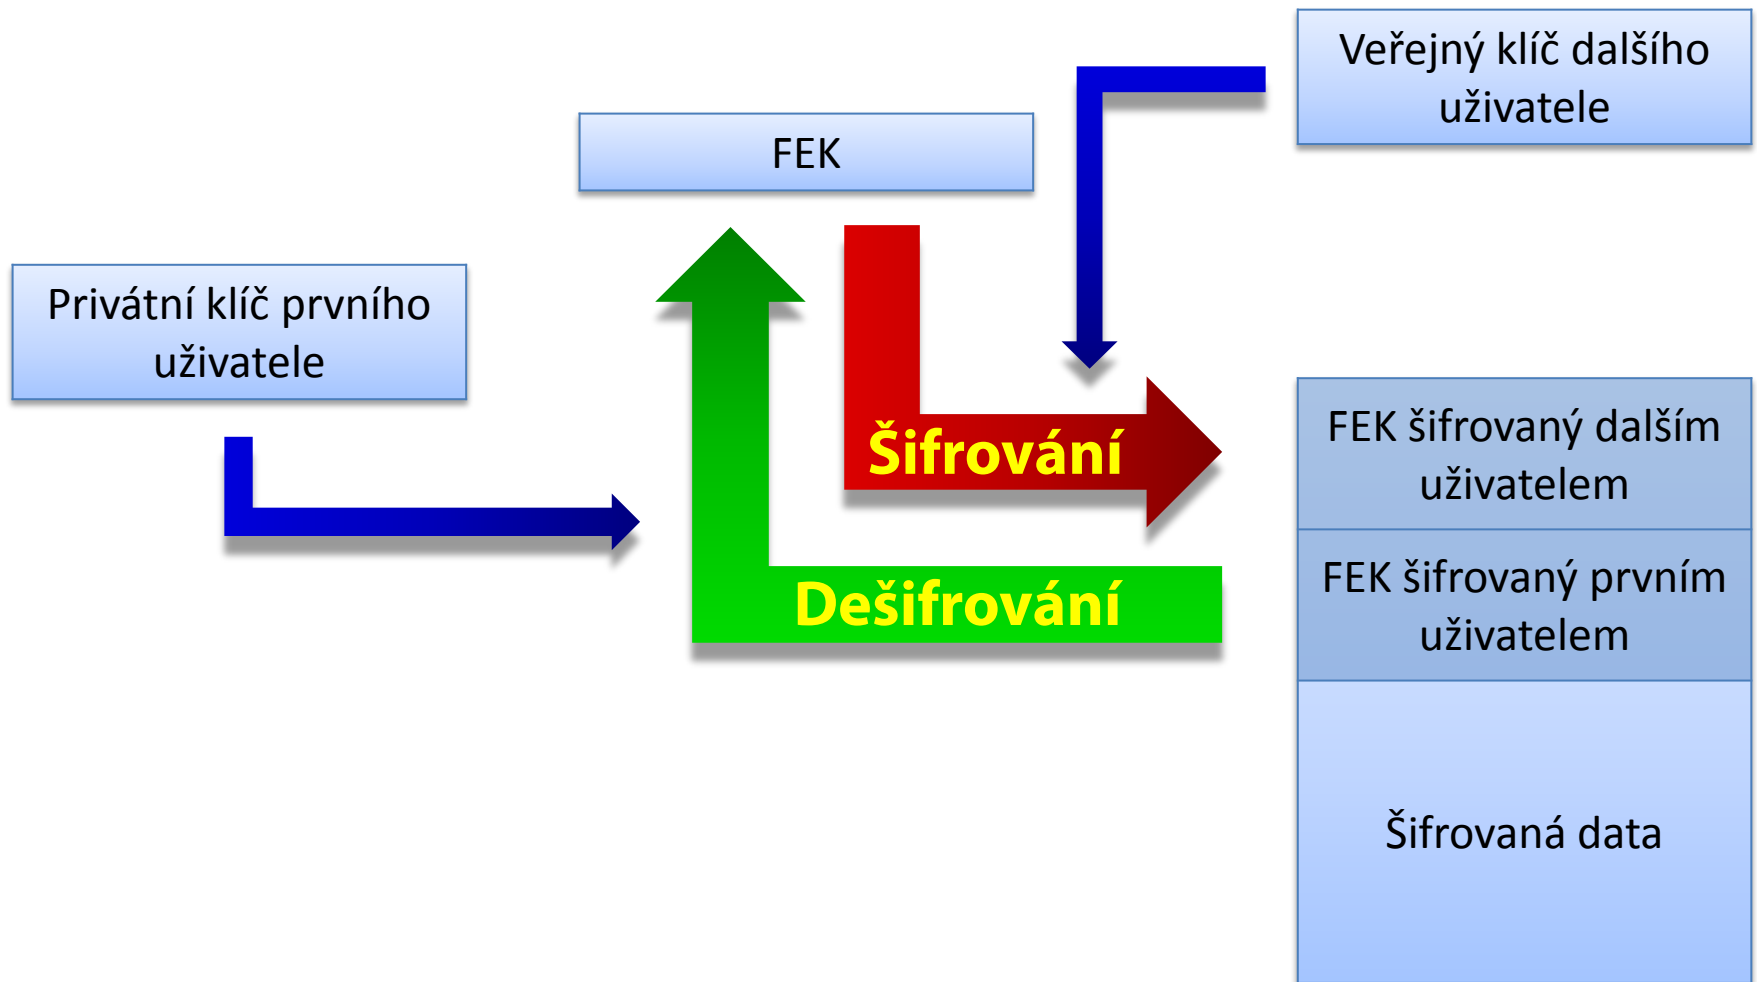 Veřejný klíč dalšího
uživatele
FEK
Privátní klíč prvního
uživatele
Šifrování
FEK šifrovaný dalším
uživatelem
Dešifrování
FEK šifrovaný prvním
uživatelem
Šifrovaná data